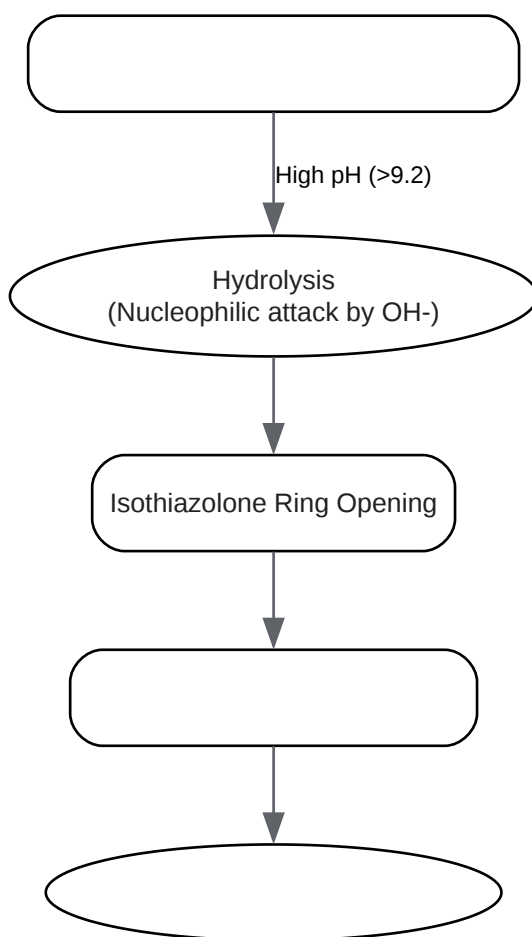 High pH (>9.2)
Hydrolysis
(Nucleophilic attack by OH-)
Isothiazolone Ring Opening